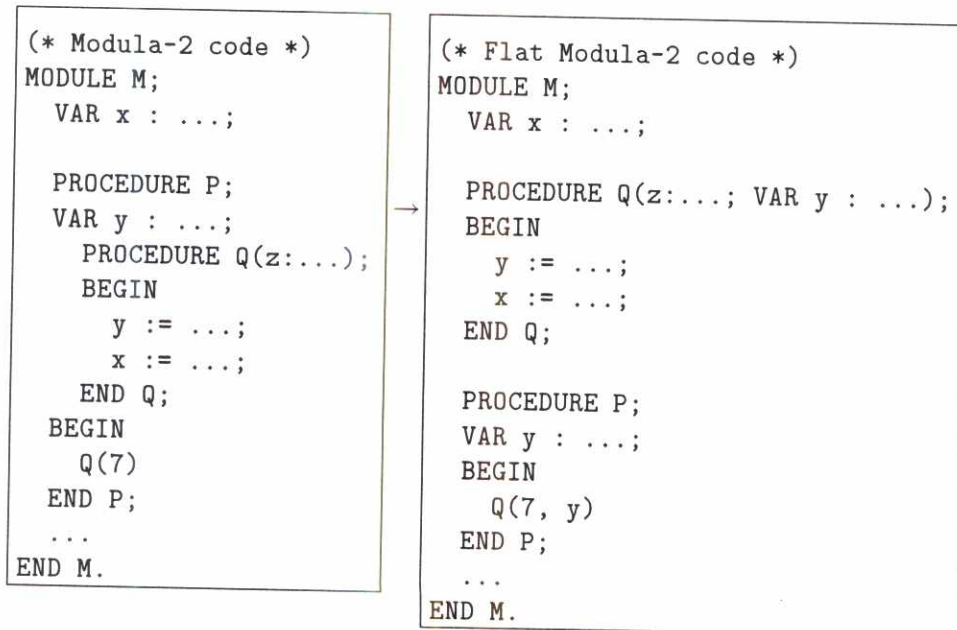 (* Modula-2 code *)
MODULE M;
VAR x : ...;
PROCEDURE P;
VAR y : ...;
PROCEDURE Q(z:...);
BEGIN
y := ...;
x := ...;
END Q;
BEGIN
Q(7)
END P;
...
END M.
→
(* Flat Modula-2 code *)
MODULE M;
VAR x : ...;
PROCEDURE Q(z:...; VAR y : ...);
BEGIN
y := ...;
x := ...;
END Q;
PROCEDURE P;
VAR y : ...;
BEGIN
Q(7, y)
END P;
...
END M.